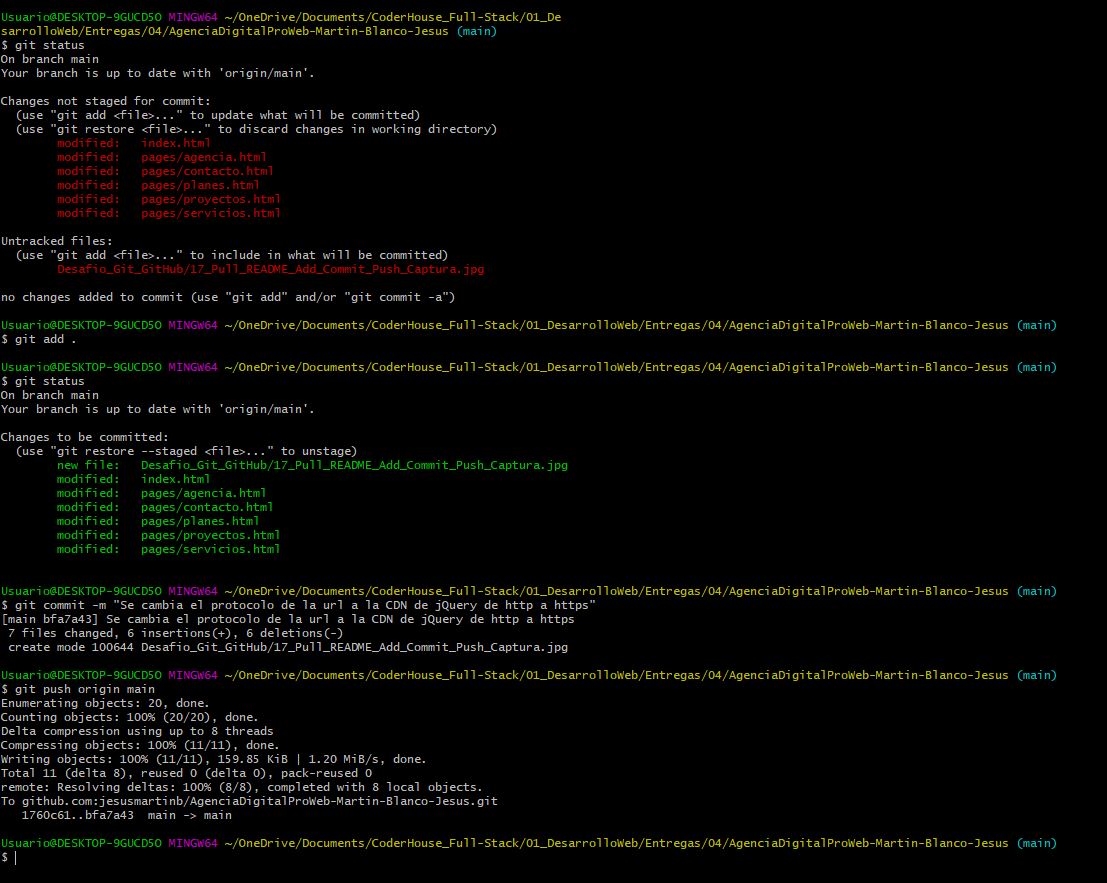 Usuario@DESKTOP-9GUCD5O MINGW64 ~/OneDrive/Documents/CoderHouse_Full-Stack/01_De
sarrolloWeb/Entregas/04/AgenciaDigitalProWeb-Martin-Blanco-Jesus (main)
$ git status
On branch main
Your branch is up to date with 'origin/main'.

Changes not staged for commit:
  (use "git add <file>..." to update what will be committed)
  (use "git restore <file>..." to discard changes in working directory)
        modified:   index.html
        modified:   pages/agencia.html
        modified:   pages/contacto.html
        modified:   pages/planes.html
        modified:   pages/proyectos.html
        modified:   pages/servicios.html

Untracked files:
  (use "git add <file>..." to include in what will be committed)
        Desafio_Git_GitHub/17_Pull_README_Add_Commit_Push_Captura.jpg

no changes added to commit (use "git add" and/or "git commit -a")

Usuario@DESKTOP-9GUCD5O MINGW64 ~/OneDrive/Documents/CoderHouse_Full-Stack/01_DesarrolloWeb/Entregas/04/AgenciaDigitalProWeb-Martin-Blanco-Jesus (main)
$ git add .

Usuario@DESKTOP-9GUCD5O MINGW64 ~/OneDrive/Documents/CoderHouse_Full-Stack/01_DesarrolloWeb/Entregas/04/AgenciaDigitalProWeb-Martin-Blanco-Jesus (main)
$ git status
On branch main
Your branch is up to date with 'origin/main'.

Changes to be committed:
  (use "git restore --staged <file>..." to unstage)
        new file:   Desafio_Git_GitHub/17_Pull_README_Add_Commit_Push_Captura.jpg
        modified:   index.html
        modified:   pages/agencia.html
        modified:   pages/contacto.html
        modified:   pages/planes.html
        modified:   pages/proyectos.html
        modified:   pages/servicios.html

Usuario@DESKTOP-9GUCD5O MINGW64 ~/OneDrive/Documents/CoderHouse_Full-Stack/01_DesarrolloWeb/Entregas/04/AgenciaDigitalProWeb-Martin-Blanco-Jesus (main)
$ git commit -m "Se cambia el protocolo de la url a la CDN de jQuery de http a https"
[main bfa7a43] Se cambia el protocolo de la url a la CDN de jQuery de http a https
 7 files changed, 6 insertions(+), 6 deletions(-)
 create mode 100644 Desafio_Git_GitHub/17_Pull_README_Add_Commit_Push_Captura.jpg

Usuario@DESKTOP-9GUCD5O MINGW64 ~/OneDrive/Documents/CoderHouse_Full-Stack/01_DesarrolloWeb/Entregas/04/AgenciaDigitalProWeb-Martin-Blanco-Jesus (main)
$ git push origin main
Enumerating objects: 20, done.
Counting objects: 100% (20/20), done.
Delta compression using up to 8 threads
Compressing objects: 100% (11/11), done.
Writing objects: 100% (11/11), 159.85 KiB | 1.20 MiB/s, done.
Total 11 (delta 8), reused 0 (delta 0), pack-reused 0
remote: Resolving deltas: 100% (8/8), completed with 8 local objects.
To github.com:jesusmartinb/AgenciaDigitalProWeb-Martin-Blanco-Jesus.git
   1760c61..bfa7a43  main -> main

Usuario@DESKTOP-9GUCD5O MINGW64 ~/OneDrive/Documents/CoderHouse_Full-Stack/01_DesarrolloWeb/Entregas/04/AgenciaDigitalProWeb-Martin-Blanco-Jesus (main)
$